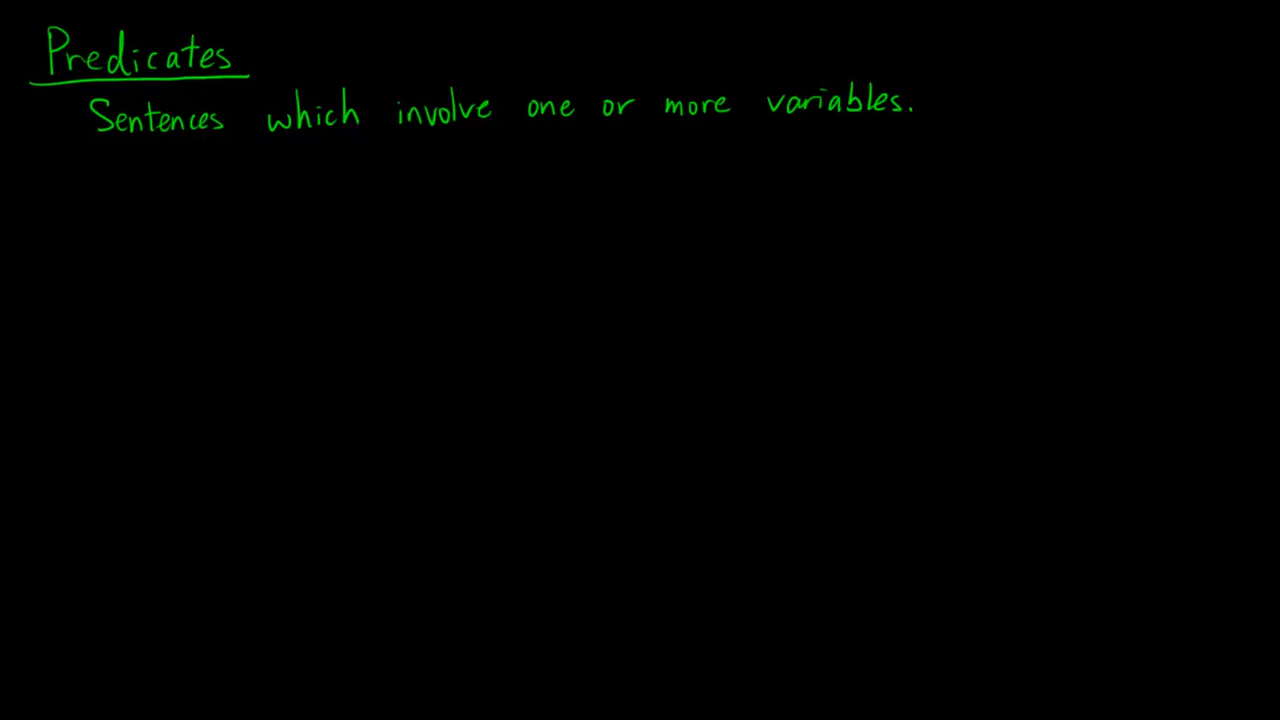 Predicates
Sentences which involve one or more variables.